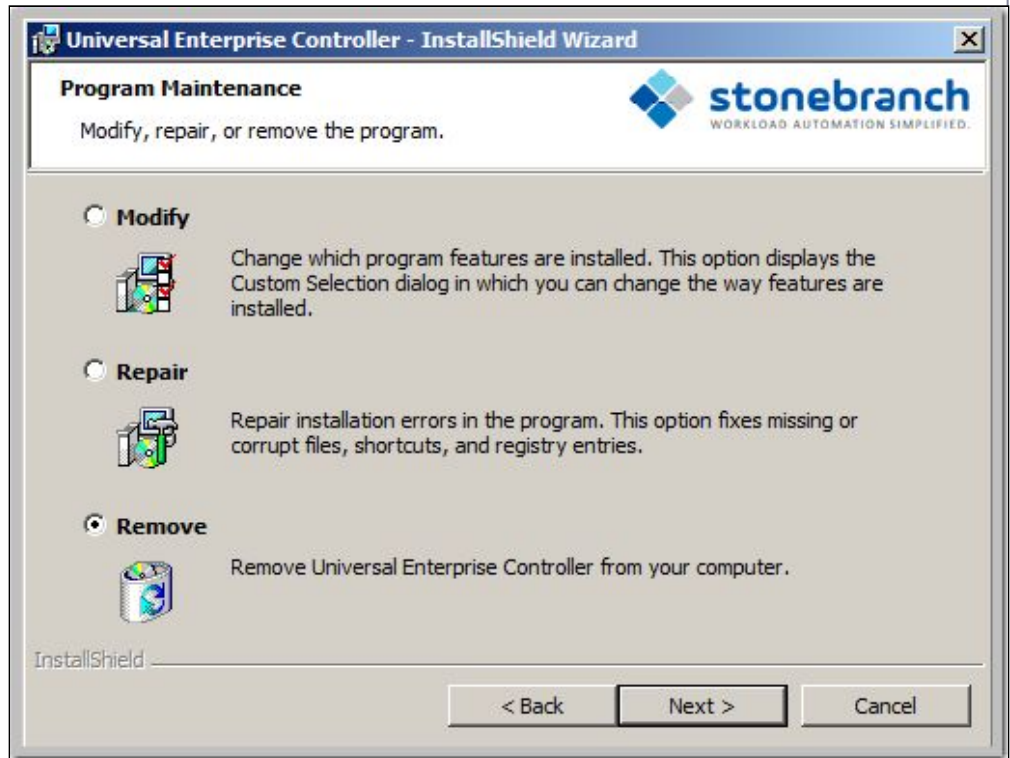 Universal Enterprise Controller - InstallShield Wizard
Program Maintenance
Modify, repair, or remove the program.
stonebranch
WORKLOAD AUTOMATION SIMPLIFIED.
Modify
Change which program features are installed. This option displays the
Custom Selection dialog in which you can change the way features are
installed.
Repair
Repair installation errors in the program. This option fixes missing or
corrupt files, shortcuts, and registry entries.
Remove
Remove Universal Enterprise Controller from your computer.
InstallShield
< Back Next > Cancel